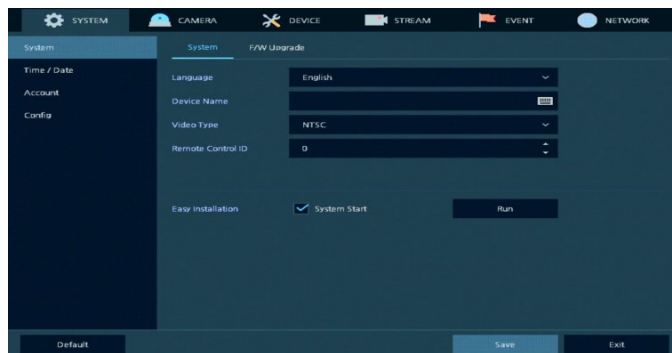 SYSTEM CAMERA DEVICE STREAM EVENT NETWORK
System
Time / Date
Account
Config
System F/W Upgrade
Language English
Device Name
Video Type NTSC
Remote Control ID 0
Easy Installation System Start Run
Default Save Exit